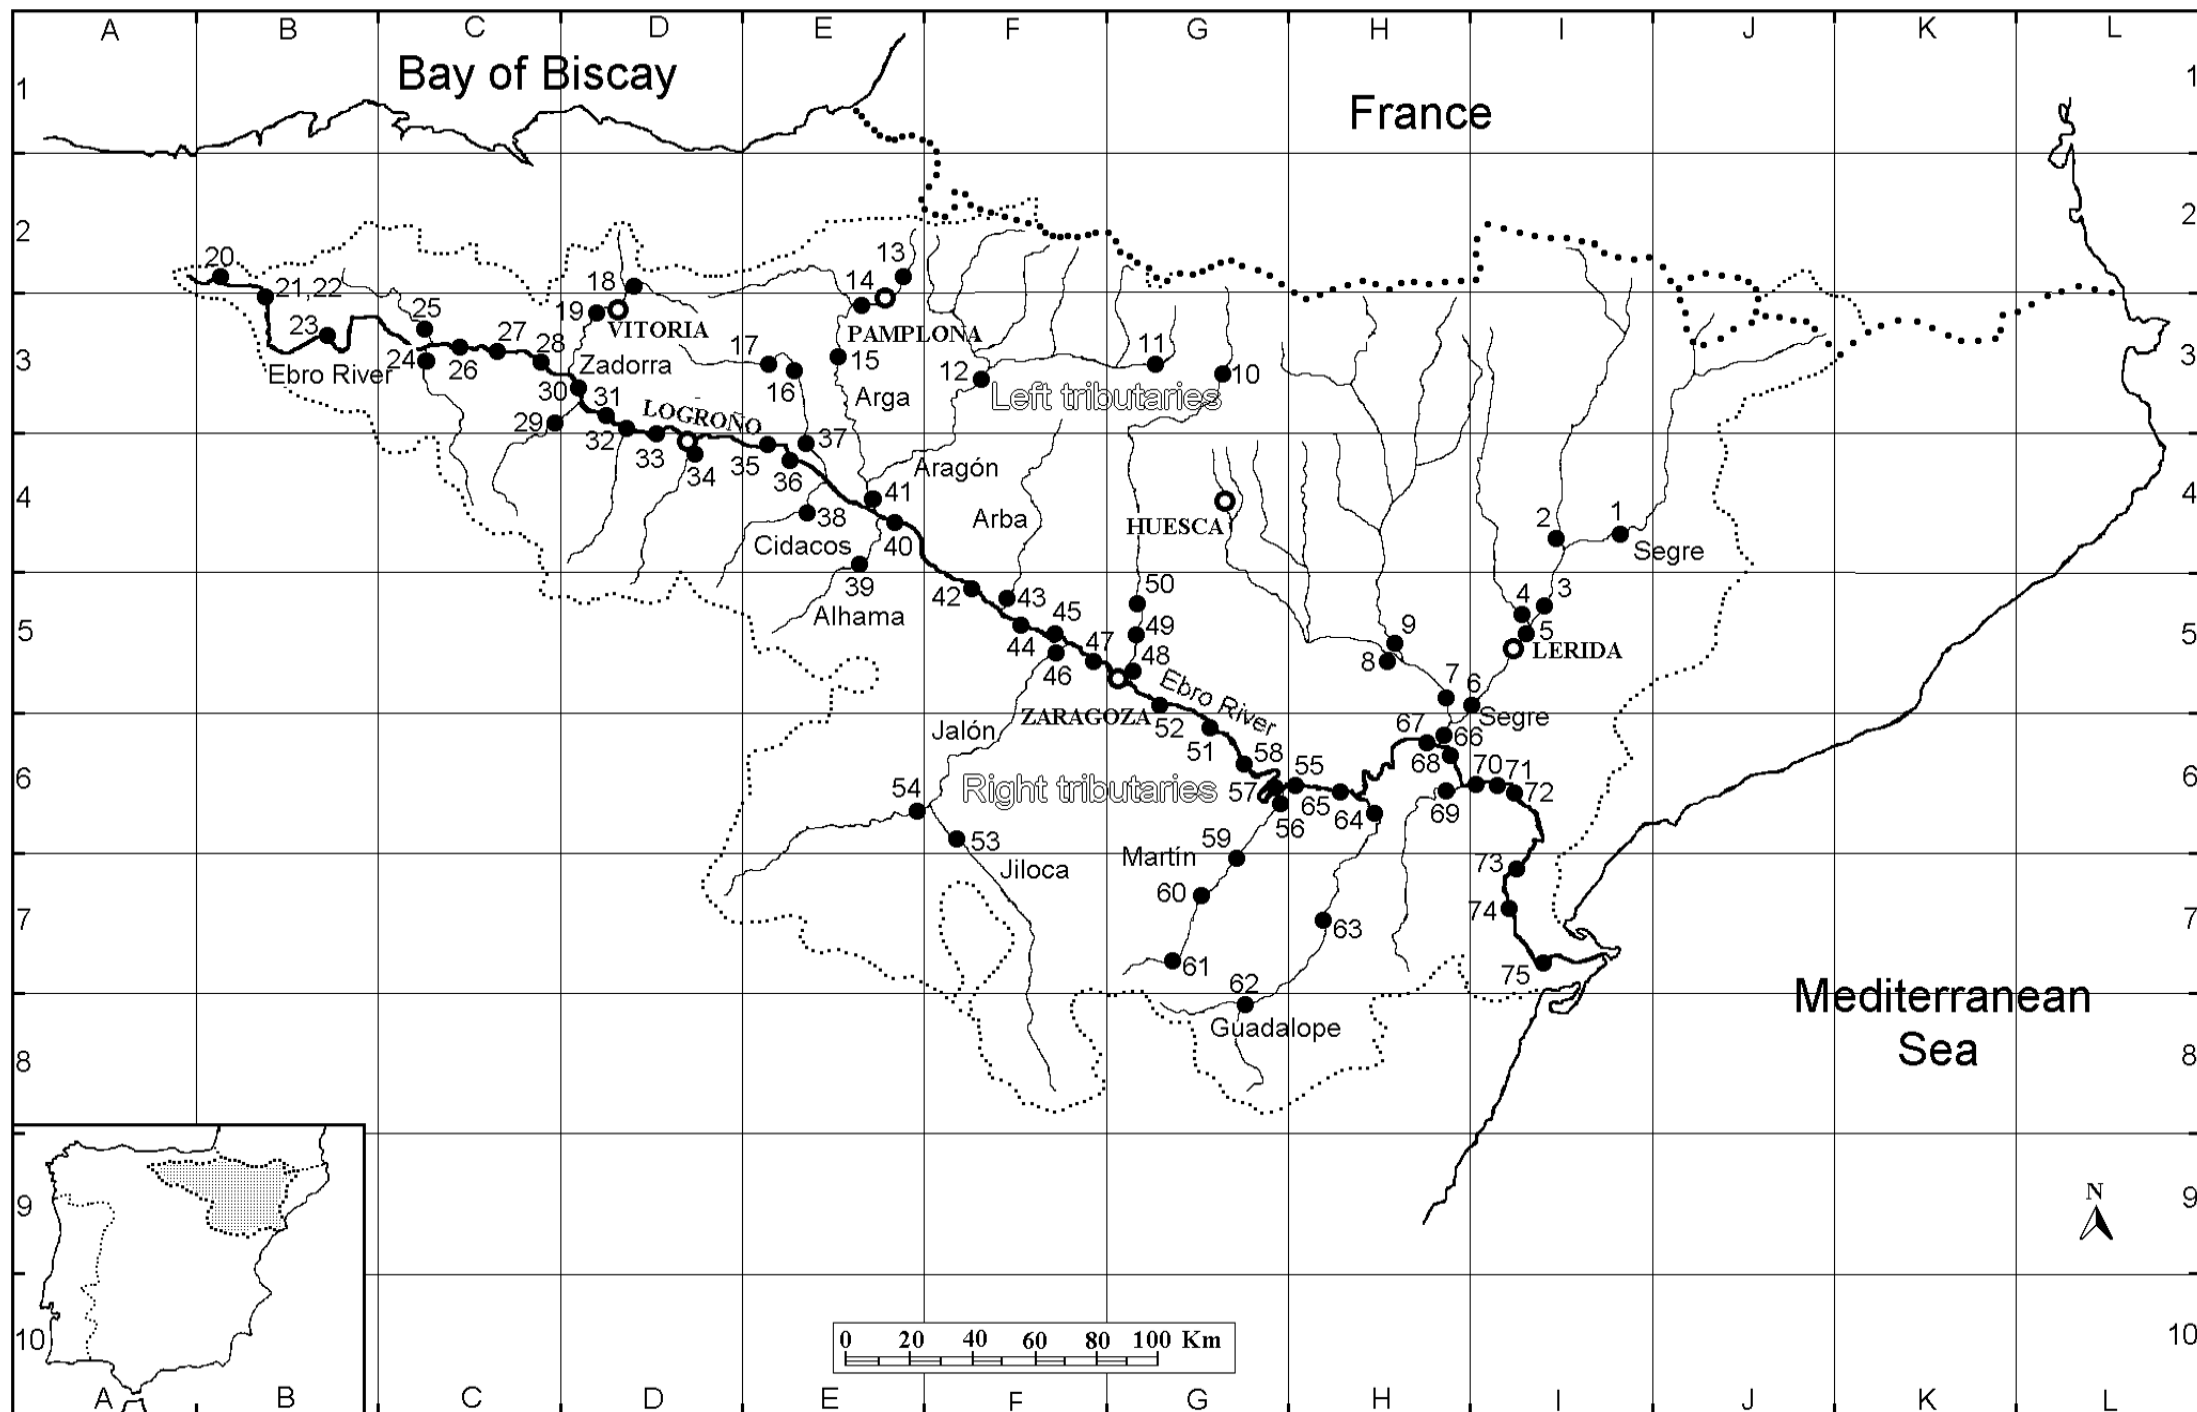 A B C D E F G H I J K L
Bay of Biscay
1 1
France
2 2
13
20
14
18
21,22
25
19
VITORIA
PAMPLONA
23
27
28
17
15
11
24
26
Zadorra
12
10
3 3
Ebro River
30
31
16
Arga
Left tributaries
LOGROÑO
29
32
37
33
35
34
36
Aragón
41
4 4
38
Arba
HUESCA
2
1
Cidacos
40
Segre
39
50
4
3
42
43
Alhama
45
49
9
5
5 5
44
47
48
8
LERIDA
46
Ebro River
7
6
ZARAGOZA
Segre
Jalón
52
67
66
51
58
68
55
70
71
6 6
54
Right tributaries
57
65
72
56
64
69
53
59
Martín
73
Jiloca
60
7 7
74
63
61
75
62
Mediterranean
Sea
Guadalope
8 8
N
9 9
0 20 40 60 80 100 Km
10 10
A B C D E F G H I J K L